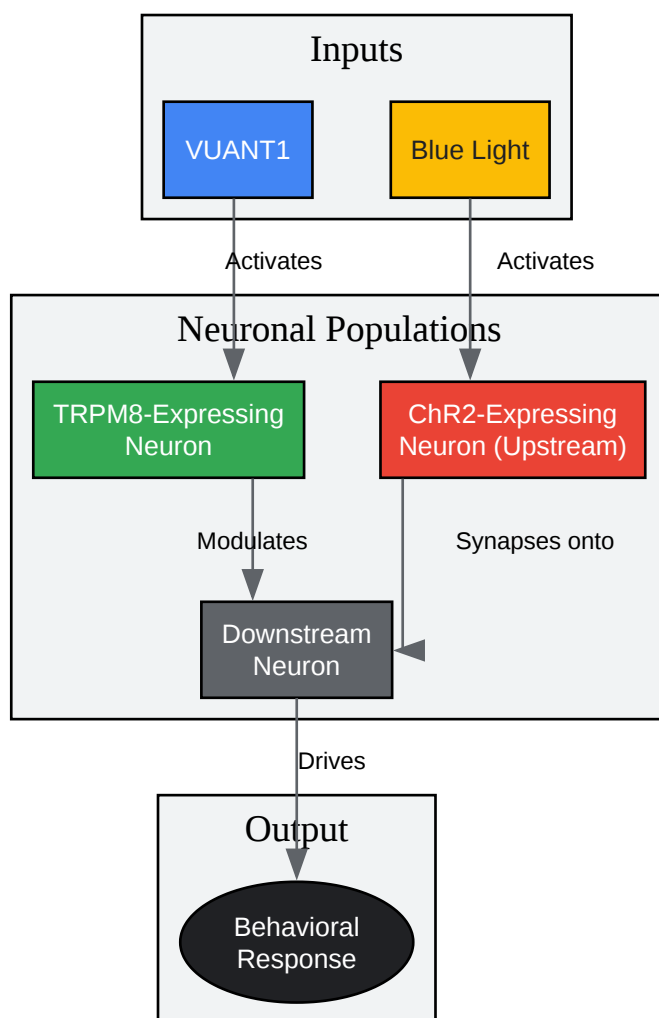 Inputs
VUANT1
Blue Light
Activates
Activates
Neuronal Populations
TRPM8-Expressing
Neuron
ChR2-Expressing
Neuron (Upstream)
Modulates
Synapses onto
Downstream
Neuron
Drives
Output
Behavioral
Response